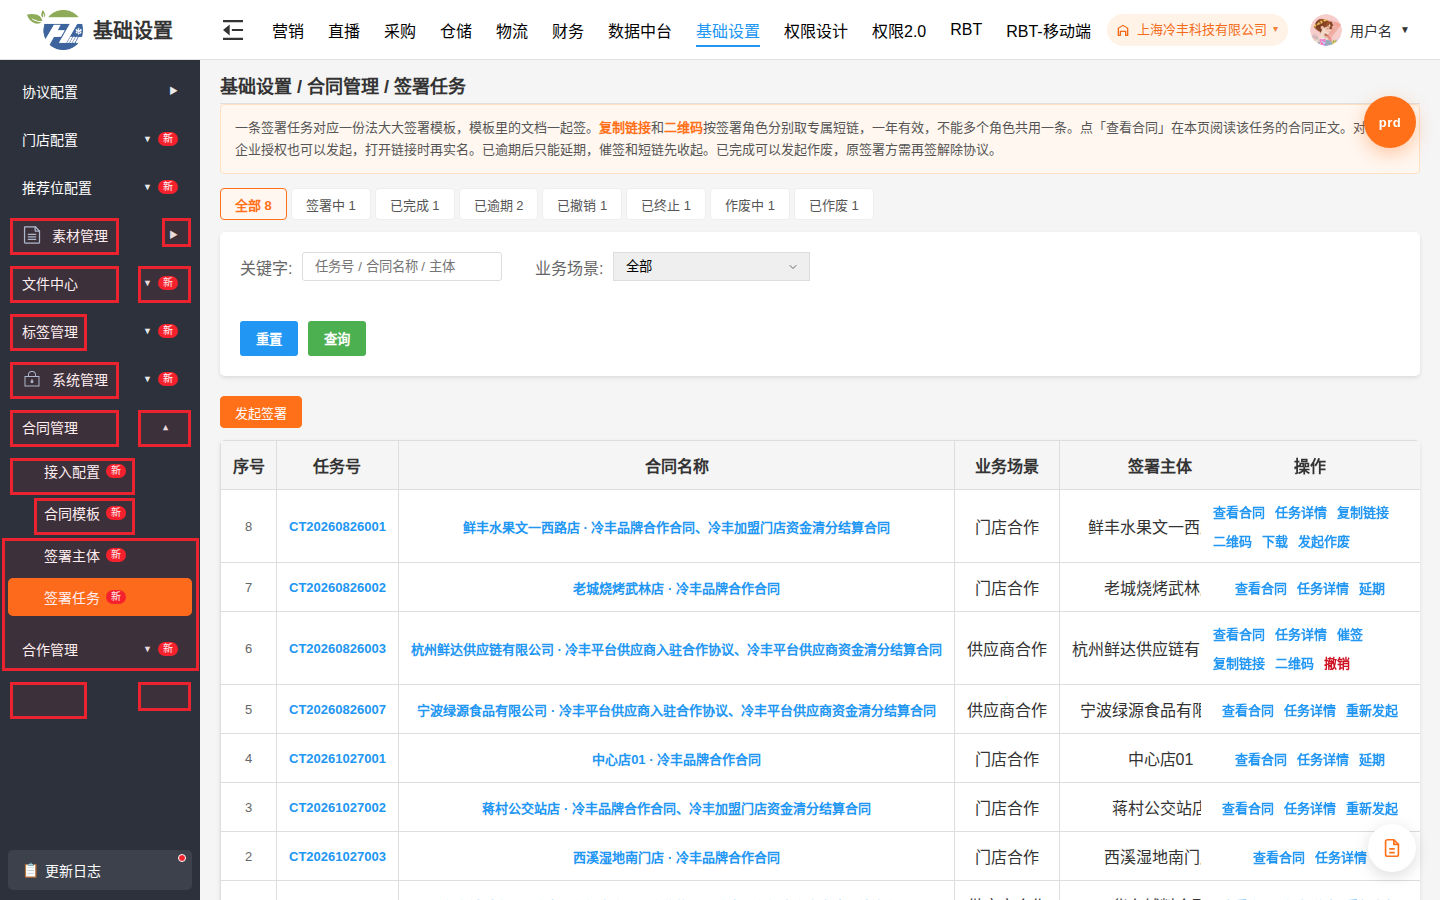 基础设置
营销 直播 采购 仓储 物流 财务 数据中台 基础设置 权限设计 权限2.0 RBT RBT-移动端
上海冷丰科技有限公司
用户名
协议配置
门店配置 新
推荐位配置 新
素材管理
文件中心 新
标签管理 新
系统管理 新
合同管理
接入配置 新
合同模板 新
签署主体 新
签署任务 新
合作管理 新
更新日志
基础设置 / 合同管理 / 签署任务
一条签署任务对应一份法大大签署模板，模板里的文档一起签。复制链接和二维码按签署角色分别取专属短链，一年有效，不能多个角色共用一条。点「查看合同」在本页阅读该任务的合同正文。对
企业授权也可以发起，打开链接时再实名。已逾期后只能延期，催签和短链先收起。已完成可以发起作废，原签署方需再签解除协议。
prd
全部 8 签署中 1 已完成 1 已逾期 2 已撤销 1 已终止 1 作废中 1 已作废 1
关键字: 任务号 / 合同名称 / 主体 业务场景: 全部
重置 查询
发起签署
序号 任务号 合同名称 业务场景 签署主体 操作
8 CT20260826001 鲜丰水果文一西路店 · 冷丰品牌合作合同、冷丰加盟门店资金清分结算合同 门店合作 鲜丰水果文一西 查看合同 任务详情 复制链接
二维码 下载 发起作废
7 CT20260826002 老城烧烤武林店 · 冷丰品牌合作合同 门店合作 老城烧烤武林 查看合同 任务详情 延期
6 CT20260826003 杭州鲜达供应链有限公司 · 冷丰平台供应商入驻合作协议、冷丰平台供应商资金清分结算合同 供应商合作 杭州鲜达供应链有 查看合同 任务详情 催签
复制链接 二维码 撤销
5 CT20260826007 宁波绿源食品有限公司 · 冷丰平台供应商入驻合作协议、冷丰平台供应商资金清分结算合同 供应商合作 宁波绿源食品有限 查看合同 任务详情 重新发起
4 CT20261027001 中心店01 · 冷丰品牌合作合同 门店合作 中心店01 查看合同 任务详情 延期
3 CT20261027002 蒋村公交站店 · 冷丰品牌合作合同、冷丰加盟门店资金清分结算合同 门店合作 蒋村公交站店 查看合同 任务详情 重新发起
2 CT20261027003 西溪湿地南门店 · 冷丰品牌合作合同 门店合作 西溪湿地南门 查看合同 任务详情